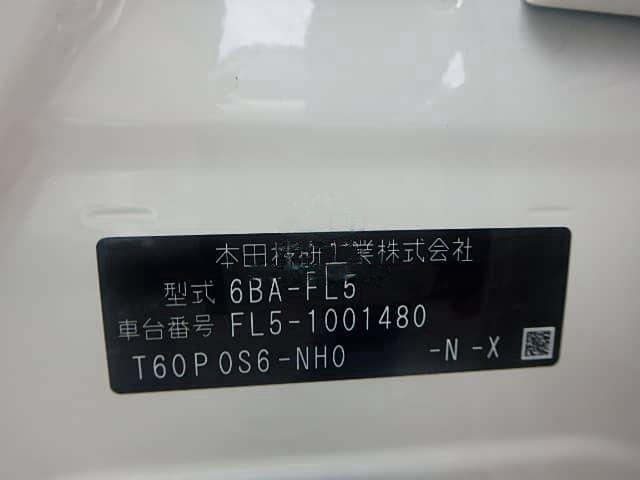 本田技研工業株式会社
型式 6BA-FL5
車台番号 FL5-1001480
T60P0S6-NH0 -N -X